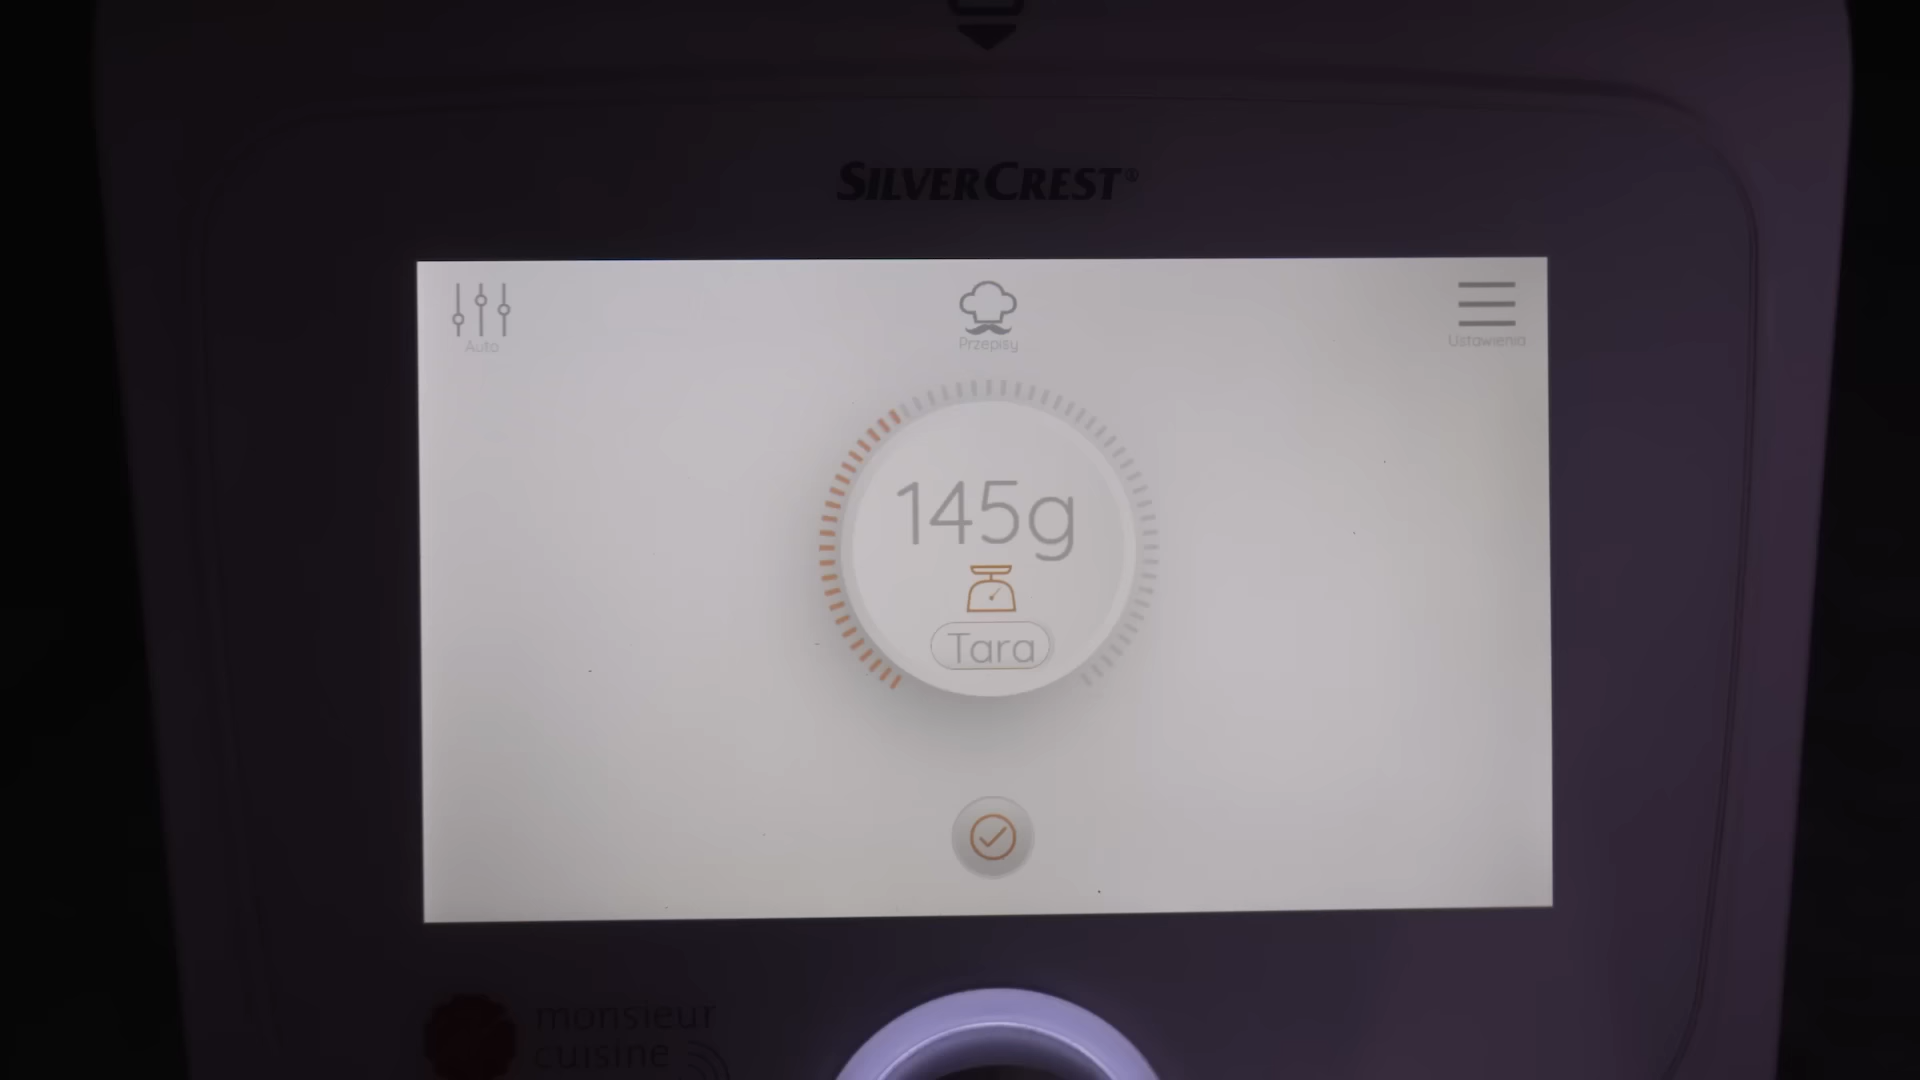 SILVERCREST®
Auto
Przepisy
Ustawienia
145g
Tara
monsieur
cuisine